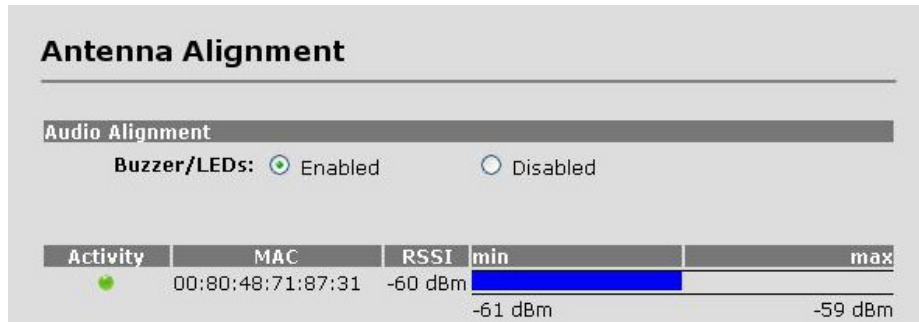 Antenna Alignment
Audio Alignment
Buzzer/LEDs: Enabled Disabled
Activity MAC RSSI min max
00:80:48:71:87:31 -60 dBm
-61 dBm -59 dBm